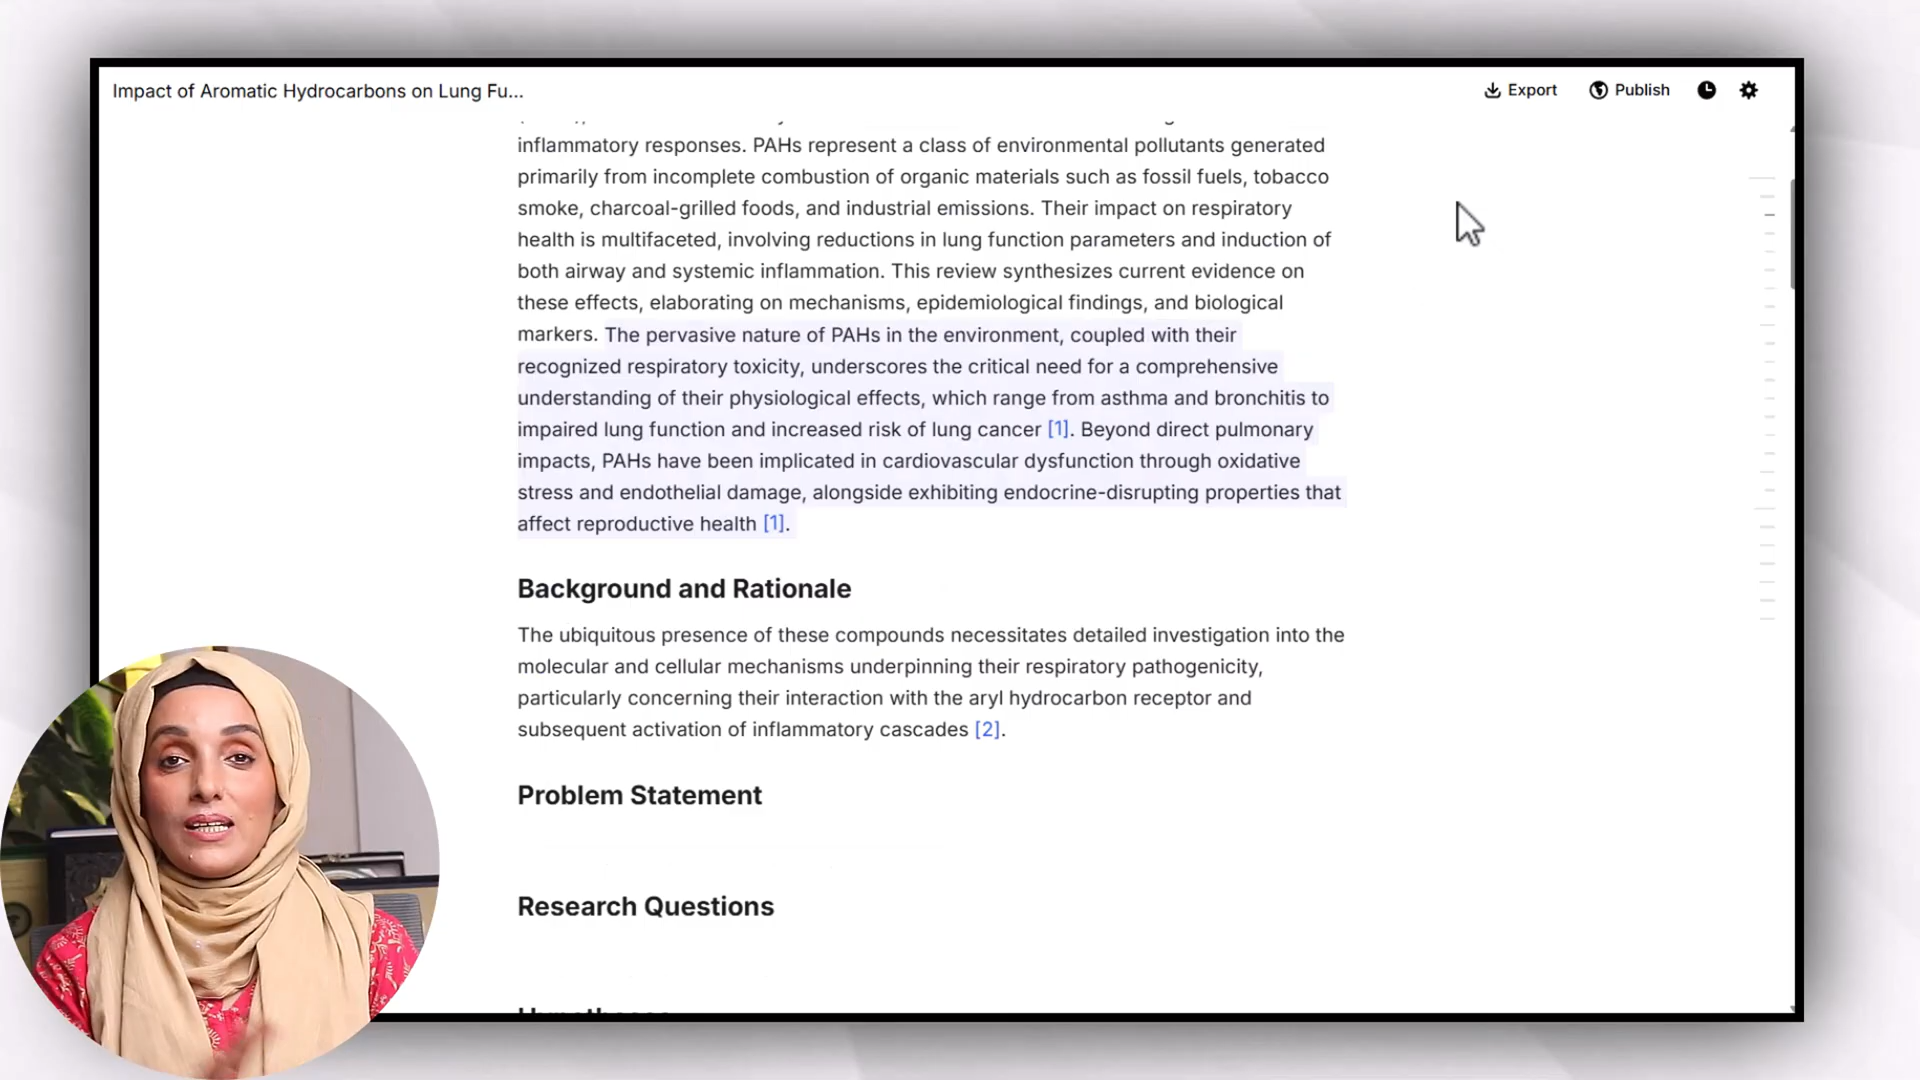 Impact of Aromatic Hydrocarbons on Lung Fu...
Export
Publish
inflammatory responses. PAHs represent a class of environmental pollutants generated
primarily from incomplete combustion of organic materials such as fossil fuels, tobacco
smoke, charcoal-grilled foods, and industrial emissions. Their impact on respiratory
health is multifaceted, involving reductions in lung function parameters and induction of
both airway and systemic inflammation. This review synthesizes current evidence on
these effects, elaborating on mechanisms, epidemiological findings, and biological
markers. The pervasive nature of PAHs in the environment, coupled with their
recognized respiratory toxicity, underscores the critical need for a comprehensive
understanding of their physiological effects, which range from asthma and bronchitis to
impaired lung function and increased risk of lung cancer [1]. Beyond direct pulmonary
impacts, PAHs have been implicated in cardiovascular dysfunction through oxidative
stress and endothelial damage, alongside exhibiting endocrine-disrupting properties that
affect reproductive health [1].
Background and Rationale
The ubiquitous presence of these compounds necessitates detailed investigation into the
molecular and cellular mechanisms underpinning their respiratory pathogenicity,
particularly concerning their interaction with the aryl hydrocarbon receptor and
subsequent activation of inflammatory cascades [2].
Problem Statement
Research Questions